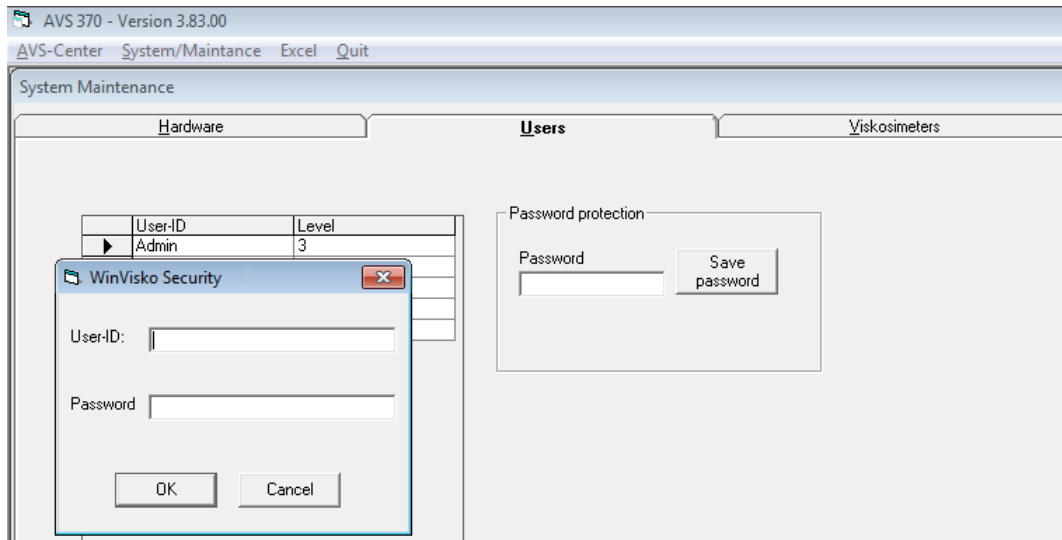 AVS 370 - Version 3.83.00
AVS-Center System/Maintance Excel Quit
System Maintenance
Hardware Users Viskosimeters
User-ID Level
Admin 3
Password protection
Password
Save
password
WinVisko Security
User-ID:
Password
OK Cancel